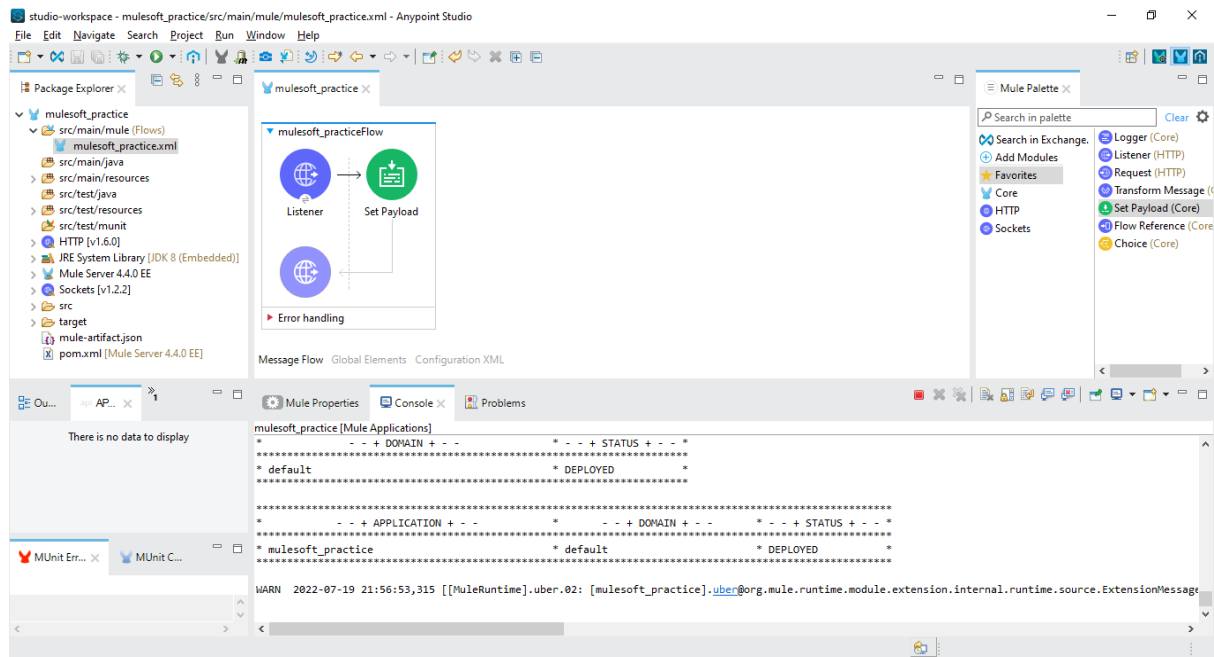 studio-workspace - mulesoft_practice/src/main/mule/mulesoft_practice.xml - Anypoint Studio
File Edit Navigate Search Project Run Window Help
Package Explorer
mulesoft_practice
src/main/mule (Flows)
mulesoft_practice.xml
src/main/java
src/main/resources
src/test/java
src/test/resources
src/test/munit
HTTP [v1.6.0]
JRE System Library [JDK 8 (Embedded)]
Mule Server 4.4.0 EE
Sockets [v1.2.2]
src
target
mule-artifact.json
pom.xml [Mule Server 4.4.0 EE]
mulesoft_practice
mulesoft_practiceFlow
Listener Set Payload
Error handling
Message Flow Global Elements Configuration XML
Mule Palette
Search in palette Clear
Search in Exchange.
Add Modules
Favorites
Core
HTTP
Sockets
Logger (Core)
Listener (HTTP)
Request (HTTP)
Transform Message (
Set Payload (Core)
Flow Reference (Core
Choice (Core)
Ou... api AP... »1
There is no data to display
MUnit Err... MUnit C...
Mule Properties Console Problems
mulesoft_practice [Mule Applications]
* - - + DOMAIN + - - * - - + STATUS + - - *
*******************************************************************************
* default * DEPLOYED *
*******************************************************************************
*******************************************************************************************************
* - - + APPLICATION + - - * - - + DOMAIN + - - * - - + STATUS + - - *
*******************************************************************************************************
* mulesoft_practice * default * DEPLOYED *
*******************************************************************************************************
WARN 2022-07-19 21:56:53,315 [[MuleRuntime].uber.02: [mulesoft_practice].uber@org.mule.runtime.module.extension.internal.runtime.source.ExtensionMessage